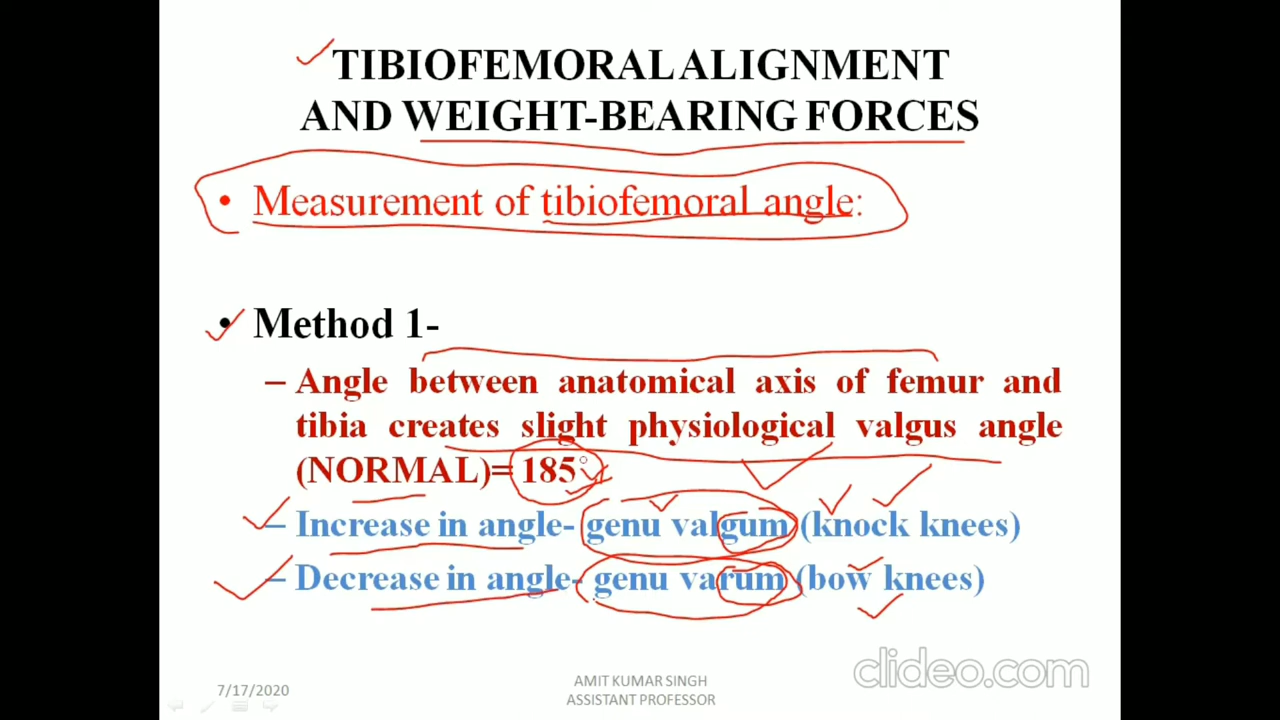 TIBIOFEMORAL ALIGNMENT
AND WEIGHT-BEARING FORCES
• Measurement of tibiofemoral angle:
• Method 1-
– Angle between anatomical axis of femur and
tibia creates slight physiological valgus angle
(NORMAL)= 185°
– Increase in angle- genu valgum (knock knees)
– Decrease in angle- genu varum (bow knees)
clideo.com
7/17/2020
AMIT KUMAR SINGH
ASSISTANT PROFESSOR